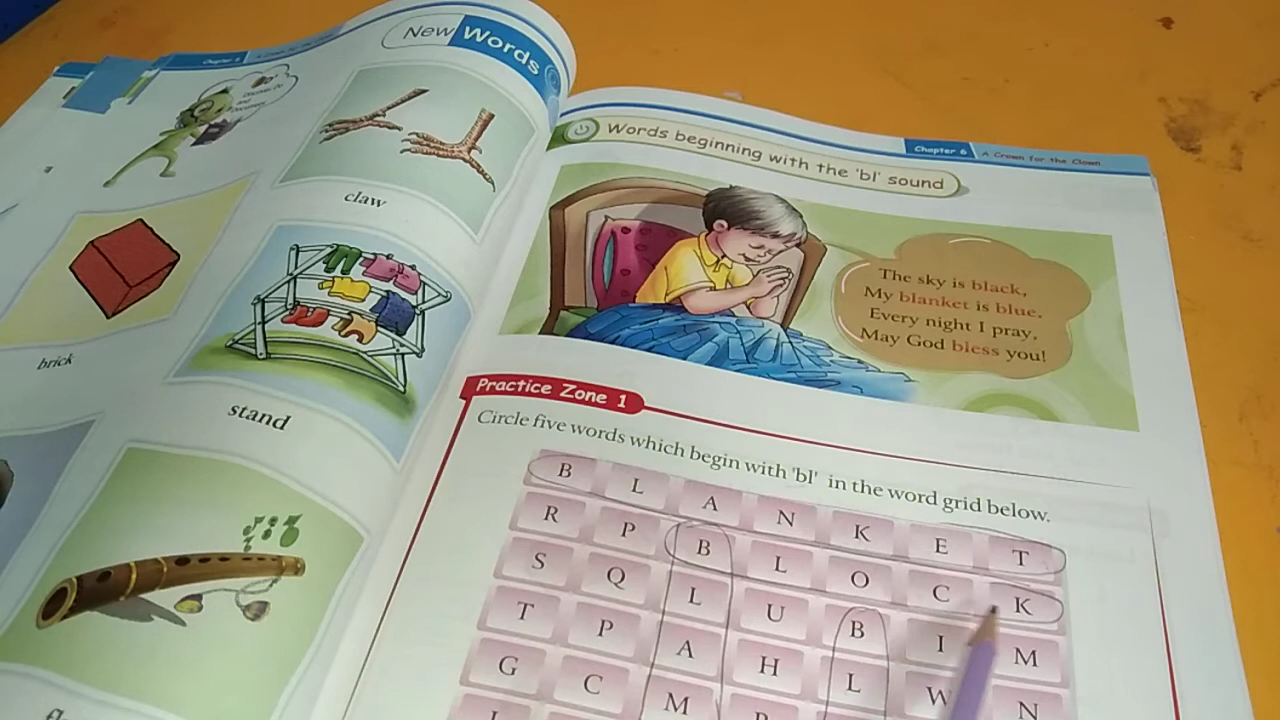 New Words
claw
brick
stand
Chapter 6 A Crown for the Clown
Words beginning with the 'bl' sound
The sky is black,
My blanket is blue.
Every night I pray,
May God bless you!
Practice Zone 1
Circle five words which begin with 'bl' in the word grid below.
B L A N K E T
R P B L O C K
S Q L U B I M
T P A H L W N
G C M